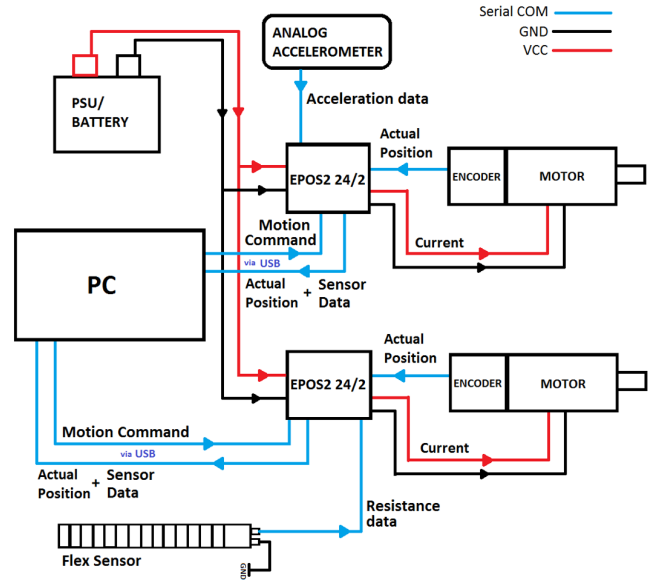 Serial COM
GND
VCC
ANALOG
ACCELEROMETER
PSU/
BATTERY
Acceleration data
Actual
Position
EPOS2 24/2
ENCODER
MOTOR
Motion
Command
Current
via USB
PC
Actual
Position
+
Sensor
Data
Actual
Position
EPOS2 24/2
ENCODER
MOTOR
Motion Command
Current
via USB
Actual
Position
+
Sensor
Data
Resistance
data
Flex Sensor
GND